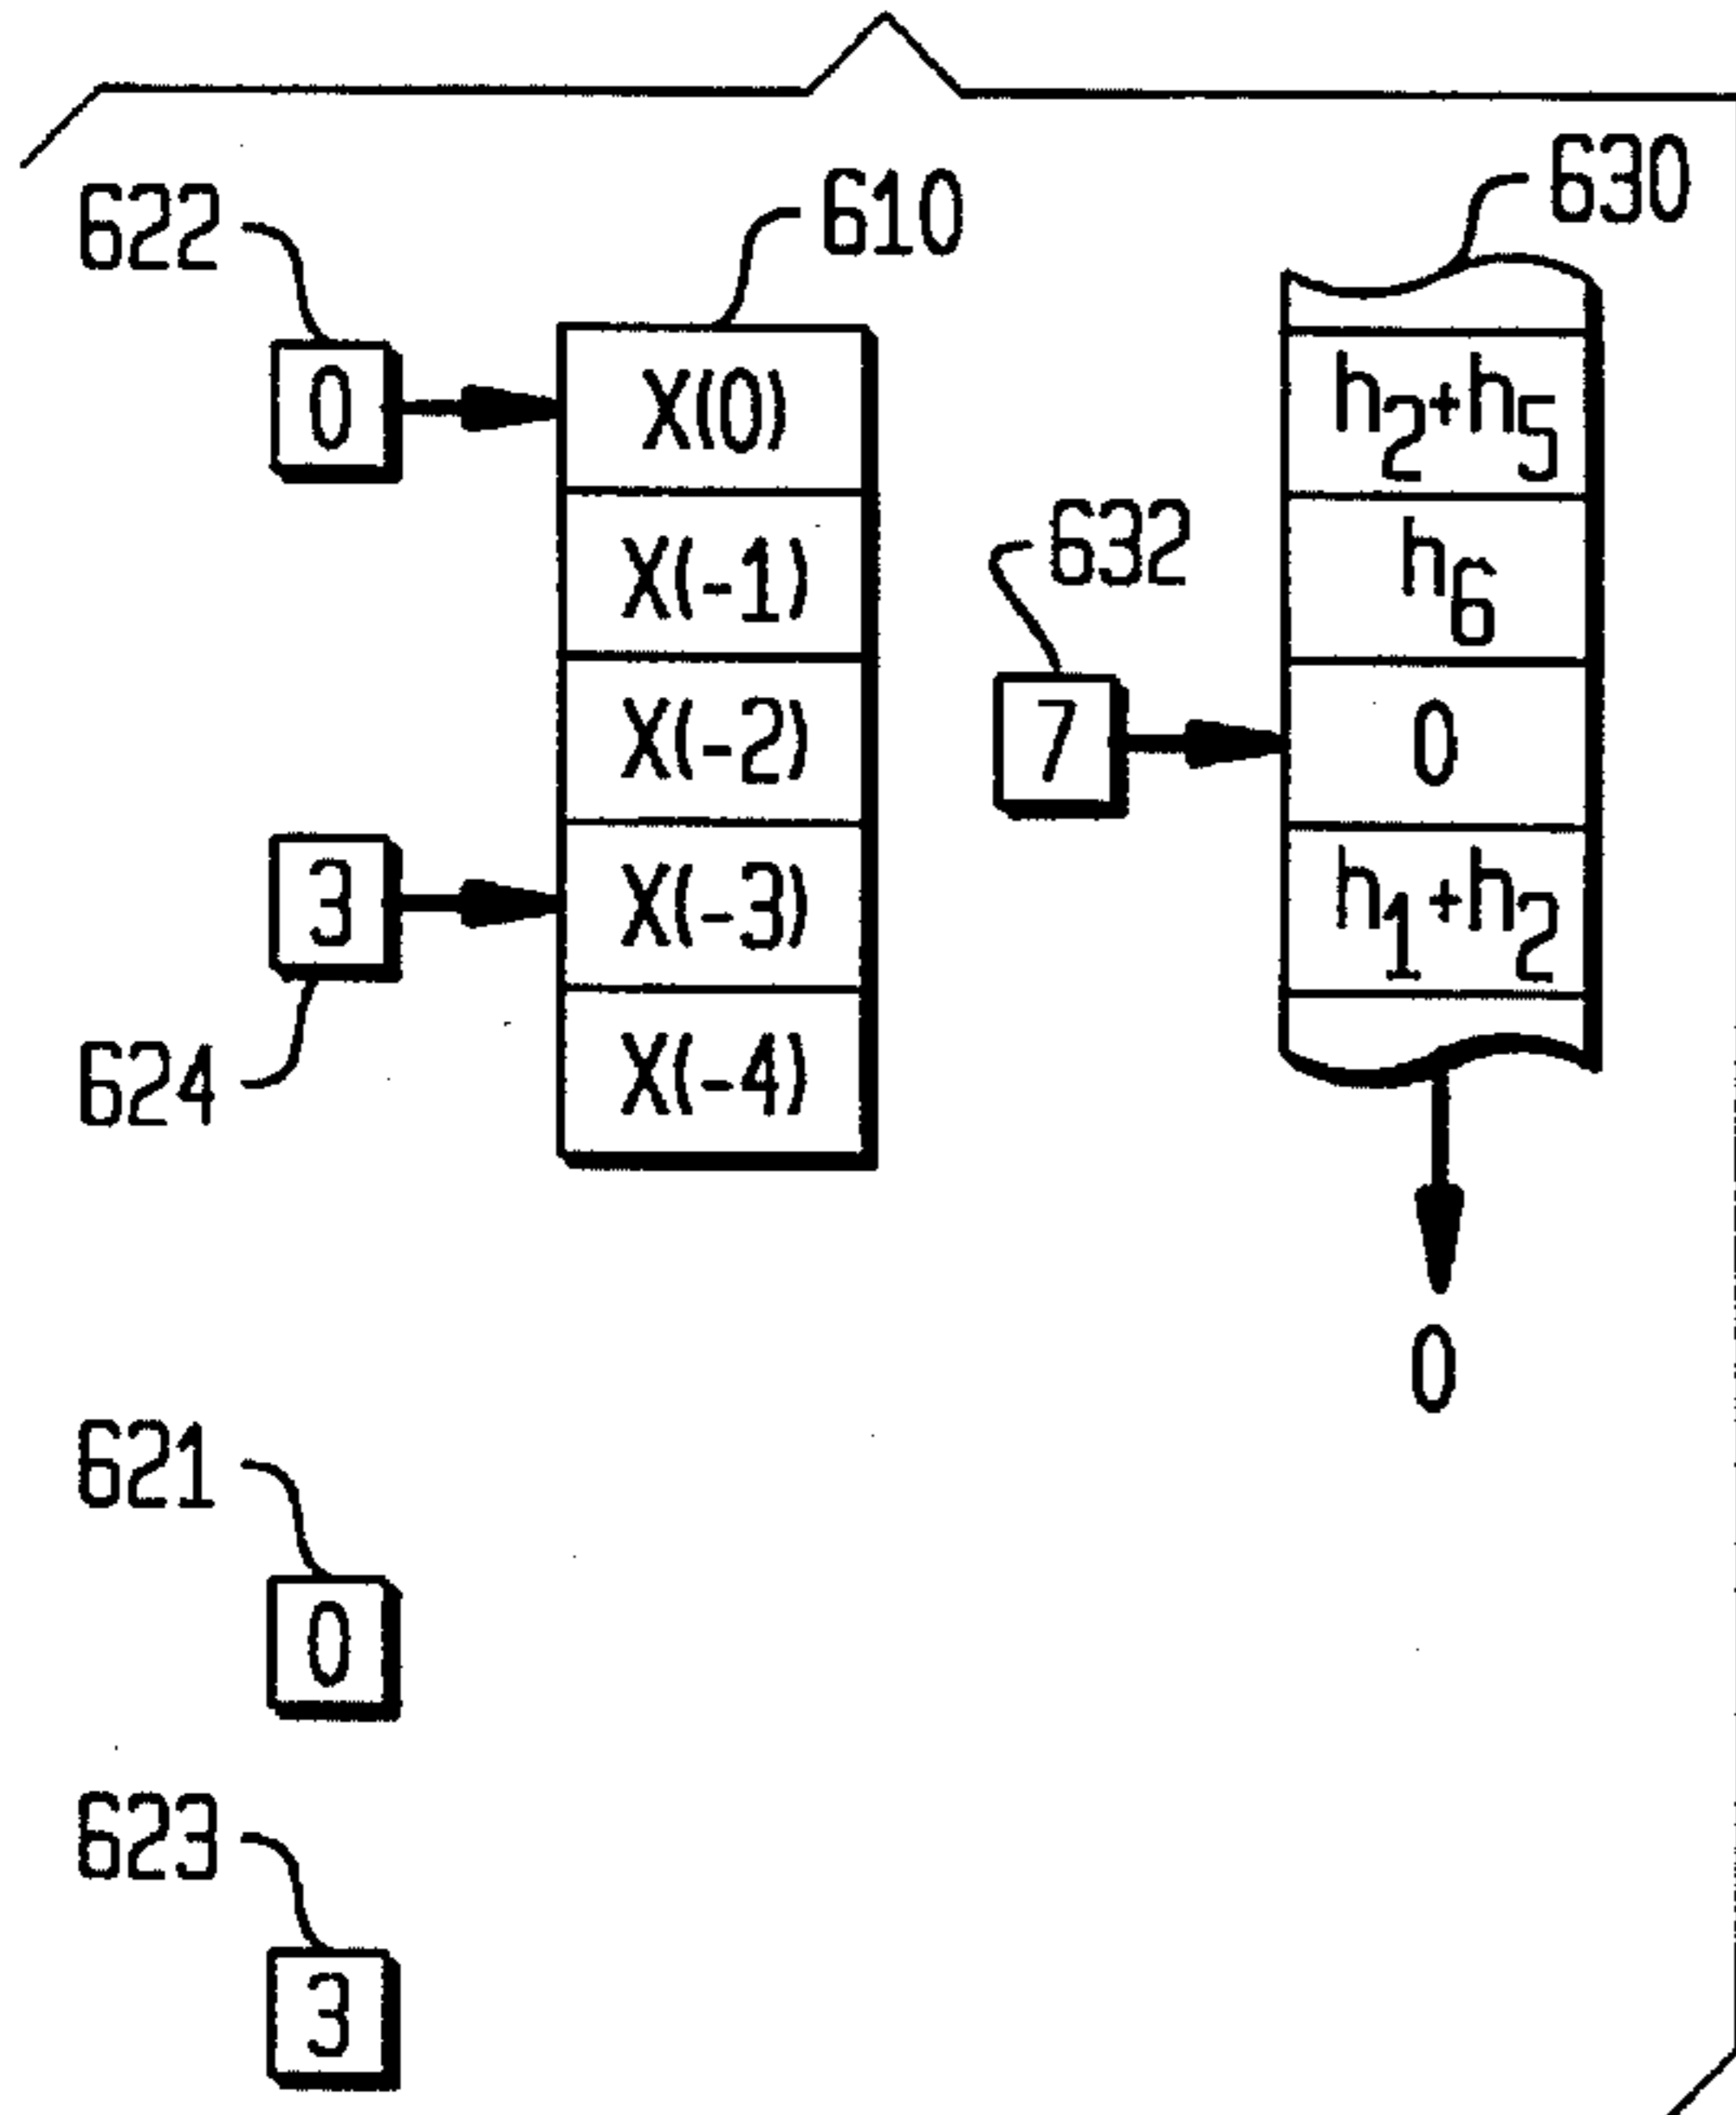 622
610
630
0
X(0)
h2+h5
X(-1)
632
h6
X(-2)
7
0
3
X(-3)
h1+h2
624
X(-4)
0
621
0
623
3